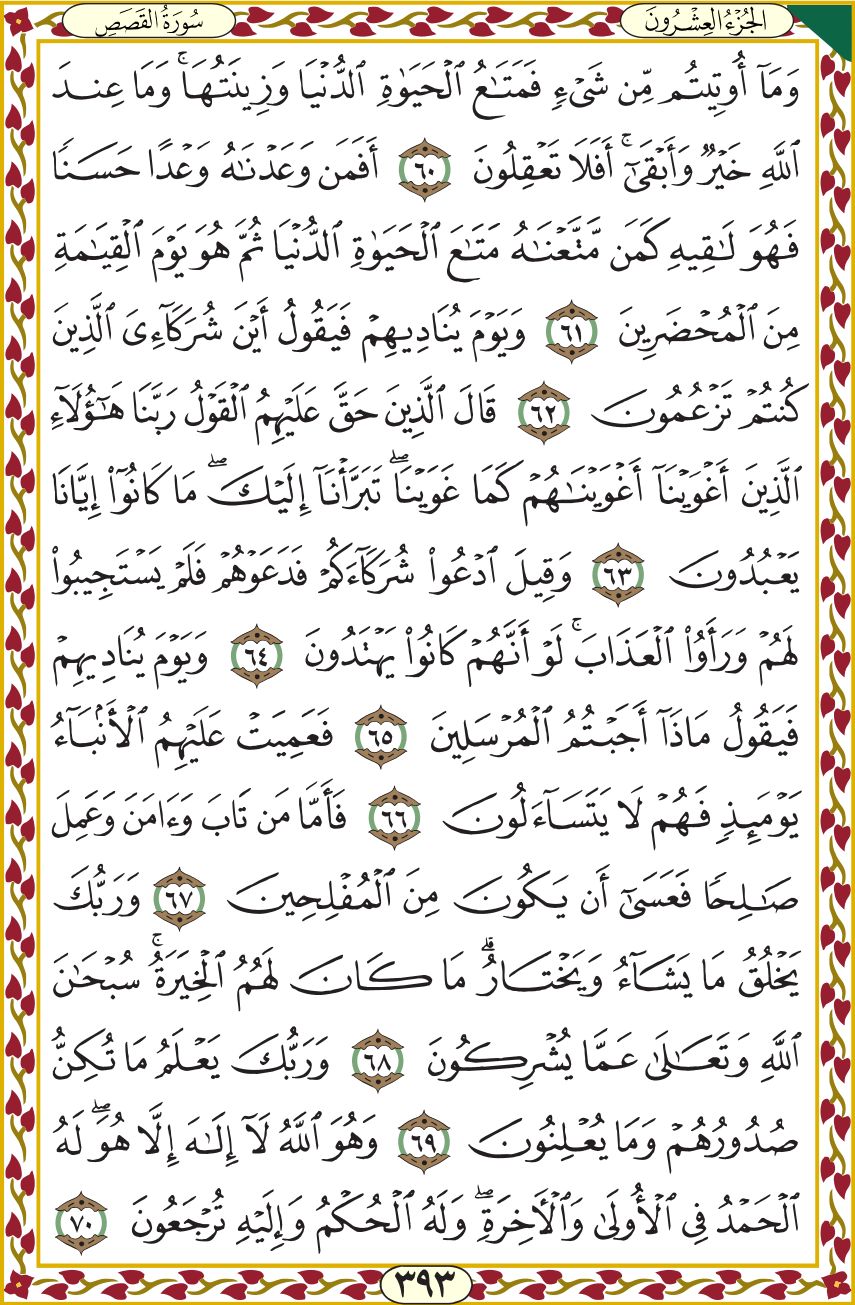 الجُزْءُ العِشْرُونَ
سُورَةُ القَصَصِ
وَمَآ أُوتِيتُم مِّن شَىْءٍ فَمَتَـٰعُ ٱلْحَيَوٰةِ ٱلدُّنْيَا وَزِينَتُهَا ۚ وَمَا عِندَ
ٱللَّهِ خَيْرٌ وَأَبْقَىٰٓ ۚ أَفَلَا تَعْقِلُونَ ٦٠ أَفَمَن وَعَدْنَـٰهُ وَعْدًا حَسَنًا
فَهُوَ لَـٰقِيهِ كَمَن مَّتَّعْنَـٰهُ مَتَـٰعَ ٱلْحَيَوٰةِ ٱلدُّنْيَا ثُمَّ هُوَ يَوْمَ ٱلْقِيَـٰمَةِ
مِنَ ٱلْمُحْضَرِينَ ٦١ وَيَوْمَ يُنَادِيهِمْ فَيَقُولُ أَيْنَ شُرَكَآءِىَ ٱلَّذِينَ
كُنتُمْ تَزْعُمُونَ ٦٢ قَالَ ٱلَّذِينَ حَقَّ عَلَيْهِمُ ٱلْقَوْلُ رَبَّنَا هَـٰٓؤُلَآءِ
ٱلَّذِينَ أَغْوَيْنَآ أَغْوَيْنَـٰهُمْ كَمَا غَوَيْنَا ۖ تَبَرَّأْنَآ إِلَيْكَ ۖ مَا كَانُوٓا۟ إِيَّانَا
يَعْبُدُونَ ٦٣ وَقِيلَ ٱدْعُوا۟ شُرَكَآءَكُمْ فَدَعَوْهُمْ فَلَمْ يَسْتَجِيبُوا۟
لَهُمْ وَرَأَوُا۟ ٱلْعَذَابَ ۚ لَوْ أَنَّهُمْ كَانُوا۟ يَهْتَدُونَ ٦٤ وَيَوْمَ يُنَادِيهِمْ
فَيَقُولُ مَاذَآ أَجَبْتُمُ ٱلْمُرْسَلِينَ ٦٥ فَعَمِيَتْ عَلَيْهِمُ ٱلْأَنۢبَآءُ
يَوْمَئِذٍ فَهُمْ لَا يَتَسَآءَلُونَ ٦٦ فَأَمَّا مَن تَابَ وَءَامَنَ وَعَمِلَ
صَـٰلِحًا فَعَسَىٰٓ أَن يَكُونَ مِنَ ٱلْمُفْلِحِينَ ٦٧ وَرَبُّكَ
يَخْلُقُ مَا يَشَآءُ وَيَخْتَارُ ۗ مَا كَانَ لَهُمُ ٱلْخِيَرَةُ ۚ سُبْحَـٰنَ
ٱللَّهِ وَتَعَـٰلَىٰ عَمَّا يُشْرِكُونَ ٦٨ وَرَبُّكَ يَعْلَمُ مَا تُكِنُّ
صُدُورُهُمْ وَمَا يُعْلِنُونَ ٦٩ وَهُوَ ٱللَّهُ لَآ إِلَـٰهَ إِلَّا هُوَ ۖ لَهُ
ٱلْحَمْدُ فِى ٱلْأُولَىٰ وَٱلْـَٔاخِرَةِ ۖ وَلَهُ ٱلْحُكْمُ وَإِلَيْهِ تُرْجَعُونَ ٧٠
٣٩٣